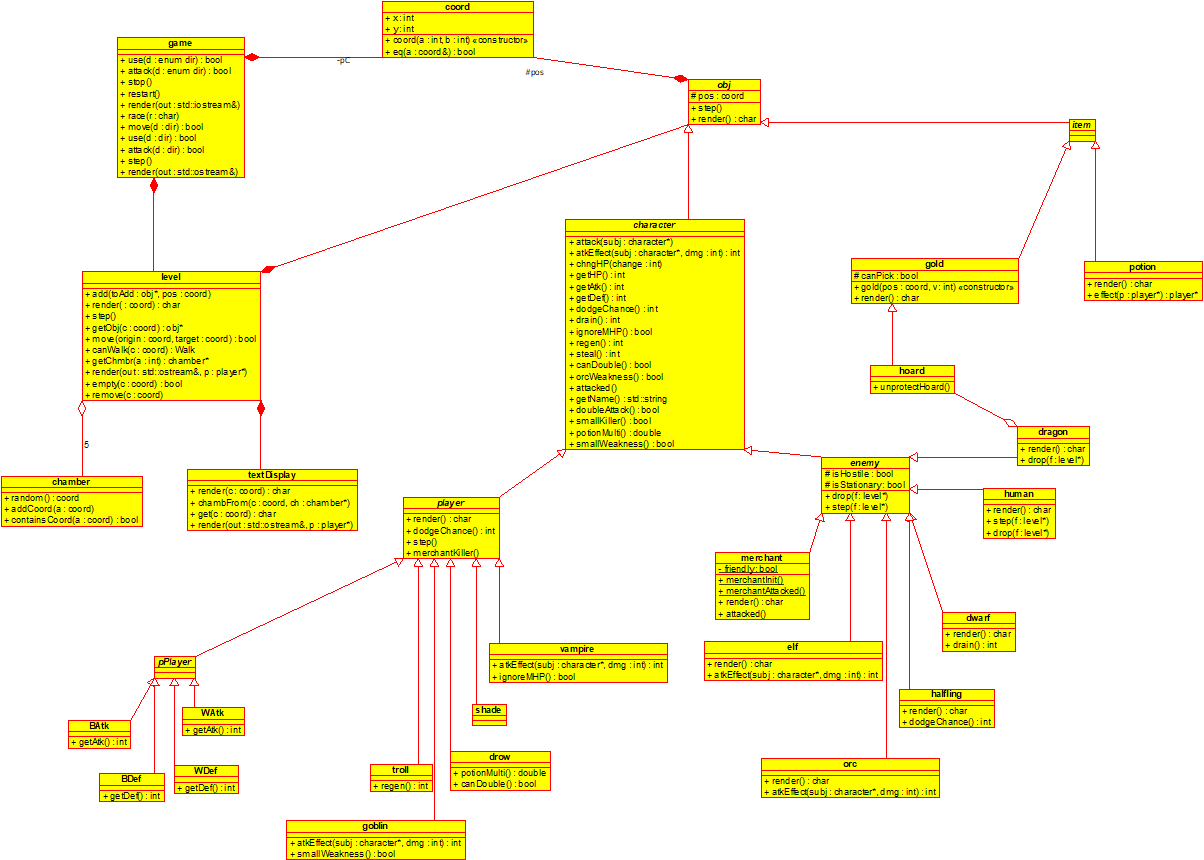 coord
+ x : int
+ y : int
+ coord(a : int, b : int) «constructor»
+ eq(a : coord&) : bool
game
+ use(d : enum dir) : bool
+ attack(d : enum dir) : bool
+ stop()
+ restart()
+ render(out : std::iostream&)
+ race(r : char)
+ move(d : dir) : bool
+ use(d : dir) : bool
+ attack(d : dir) : bool
+ step()
+ render(out : std::ostream&)
-pC
#pos
obj
# pos : coord
+ step()
+ render() : char
item
character
+ attack(subj : character*)
+ atkEffect(subj : character*, dmg : int) : int
+ chngHP(change : int)
+ getHP() : int
+ getAtk() : int
+ getDef() : int
+ dodgeChance() : int
+ drain() : int
+ ignoreMHP() : bool
+ regen() : int
+ steal() : int
+ canDouble() : bool
+ orcWeakness() : bool
+ attacked()
+ getName() : std::string
+ doubleAttack() : bool
+ smallKiller() : bool
+ potionMulti() : double
+ smallWeakness() : bool
gold
# canPick : bool
+ gold(pos : coord, v : int) «constructor»
+ render() : char
potion
+ render() : char
+ effect(p : player*) : player*
level
+ add(toAdd : obj*, pos : coord)
+ render( : coord) : char
+ step()
+ getObj(c : coord) : obj*
+ move(origin : coord, target : coord) : bool
+ canWalk(c : coord) : Walk
+ getChmbr(a : int) : chamber*
+ render(out : std::ostream&, p : player*)
+ empty(c : coord) : bool
+ remove(c : coord)
hoard
+ unprotectHoard()
5
dragon
+ render() : char
+ drop(f : level*)
chamber
+ random() : coord
+ addCoord(a : coord)
+ containsCoord(a : coord) : bool
textDisplay
+ render(c : coord) : char
+ chambFrom(c : coord, ch : chamber*)
+ get(c : coord) : char
+ render(out : std::ostream&, p : player*)
enemy
# isHostile : bool
# isStationary : bool
+ drop(f : level*)
+ step(f : level*)
human
+ render() : char
+ step(f : level*)
+ drop(f : level*)
player
+ render() : char
+ dodgeChance() : int
+ step()
+ merchantKiller()
merchant
- friendly : bool
+ merchantInit()
+ merchantAttacked()
+ render() : char
+ attacked()
dwarf
+ render() : char
+ drain() : int
elf
+ render() : char
+ atkEffect(subj : character*, dmg : int) : int
vampire
+ atkEffect(subj : character*, dmg : int) : int
+ ignoreMHP() : bool
pPlayer
halfling
+ render() : char
+ dodgeChance() : int
shade
WAtk
+ getAtk() : int
BAtk
+ getAtk() : int
drow
+ potionMulti() : double
+ canDouble() : bool
orc
+ render() : char
+ atkEffect(subj : character*, dmg : int) : int
troll
+ regen() : int
WDef
+ getDef() : int
BDef
+ getDef() : int
goblin
+ atkEffect(subj : character*, dmg : int) : int
+ smallWeakness() : bool